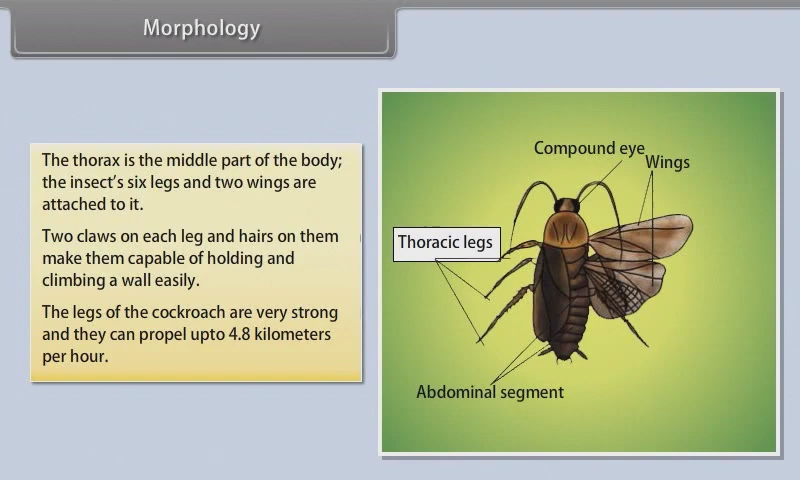 Morphology
The thorax is the middle part of the body;
the insect's six legs and two wings are
attached to it.
Two claws on each leg and hairs on them
make them capable of holding and
climbing a wall easily.
The legs of the cockroach are very strong
and they can propel upto 4.8 kilometers
per hour.
Compound eye
Wings
Thoracic legs
Abdominal segment